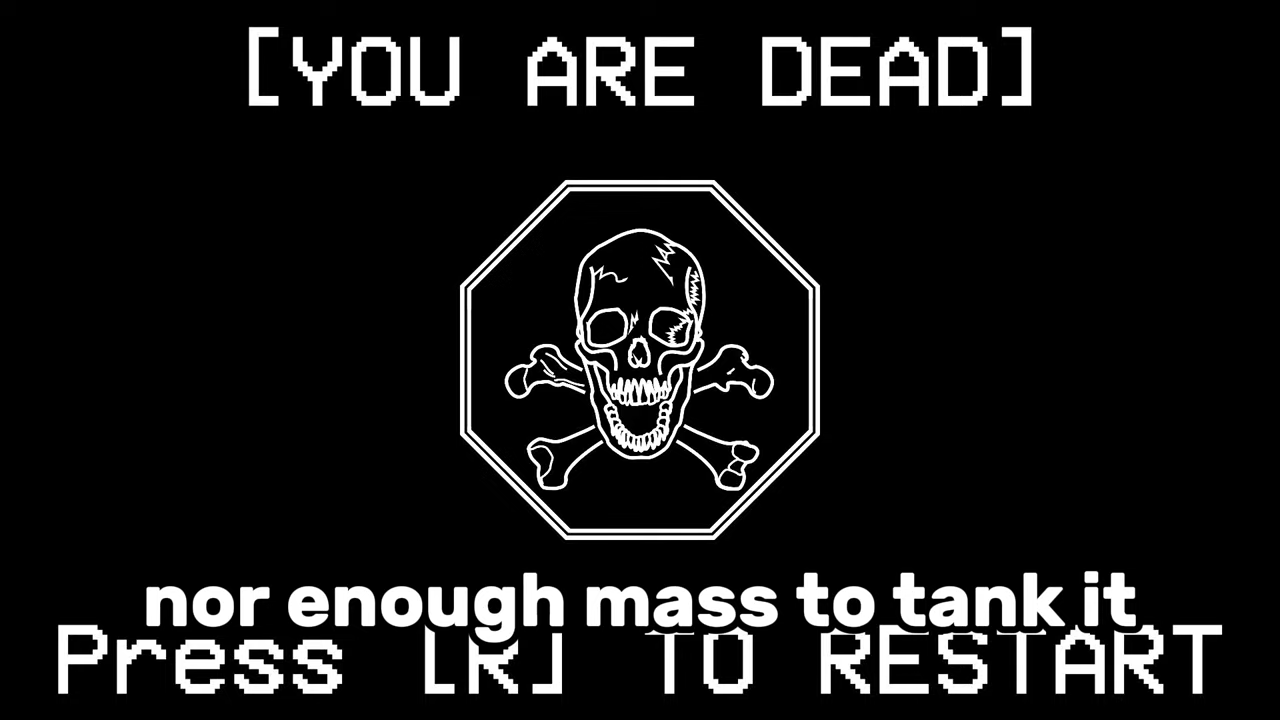 [YOU ARE DEAD]
nor enough mass to tank it
Press [R] TO RESTART